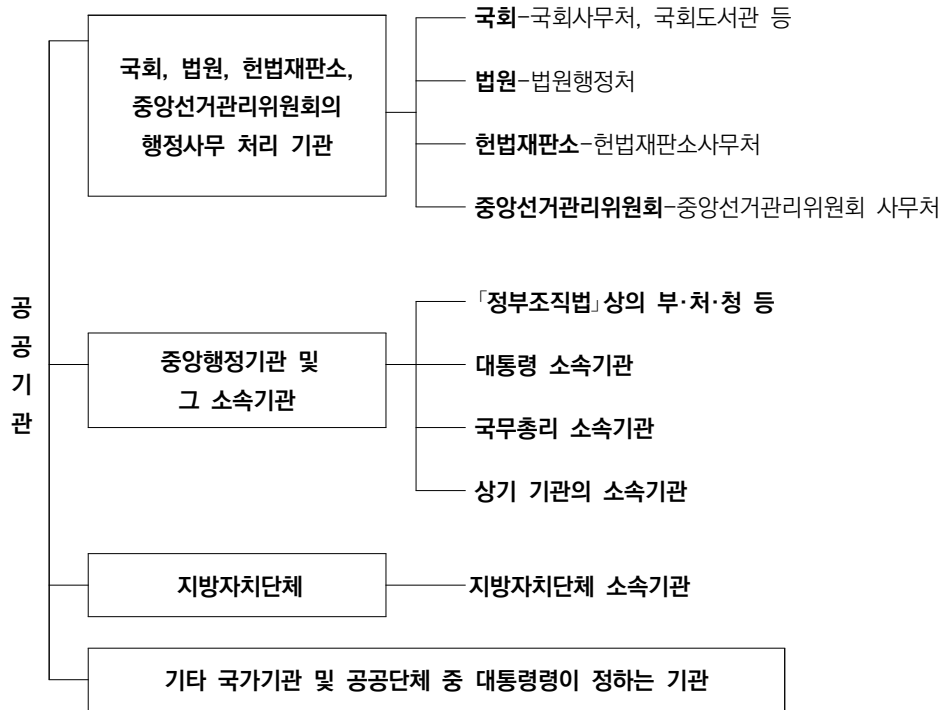 공공기관
국회, 법원, 헌법재판소,
중앙선거관리위원회의
행정사무 처리 기관
국회-국회사무처, 국회도서관 등
법원-법원행정처
헌법재판소-헌법재판소사무처
중앙선거관리위원회-중앙선거관리위원회 사무처
중앙행정기관 및
그 소속기관
「정부조직법」상의 부·처·청 등
대통령 소속기관
국무총리 소속기관
상기 기관의 소속기관
지방자치단체
지방자치단체 소속기관
기타 국가기관 및 공공단체 중 대통령령이 정하는 기관